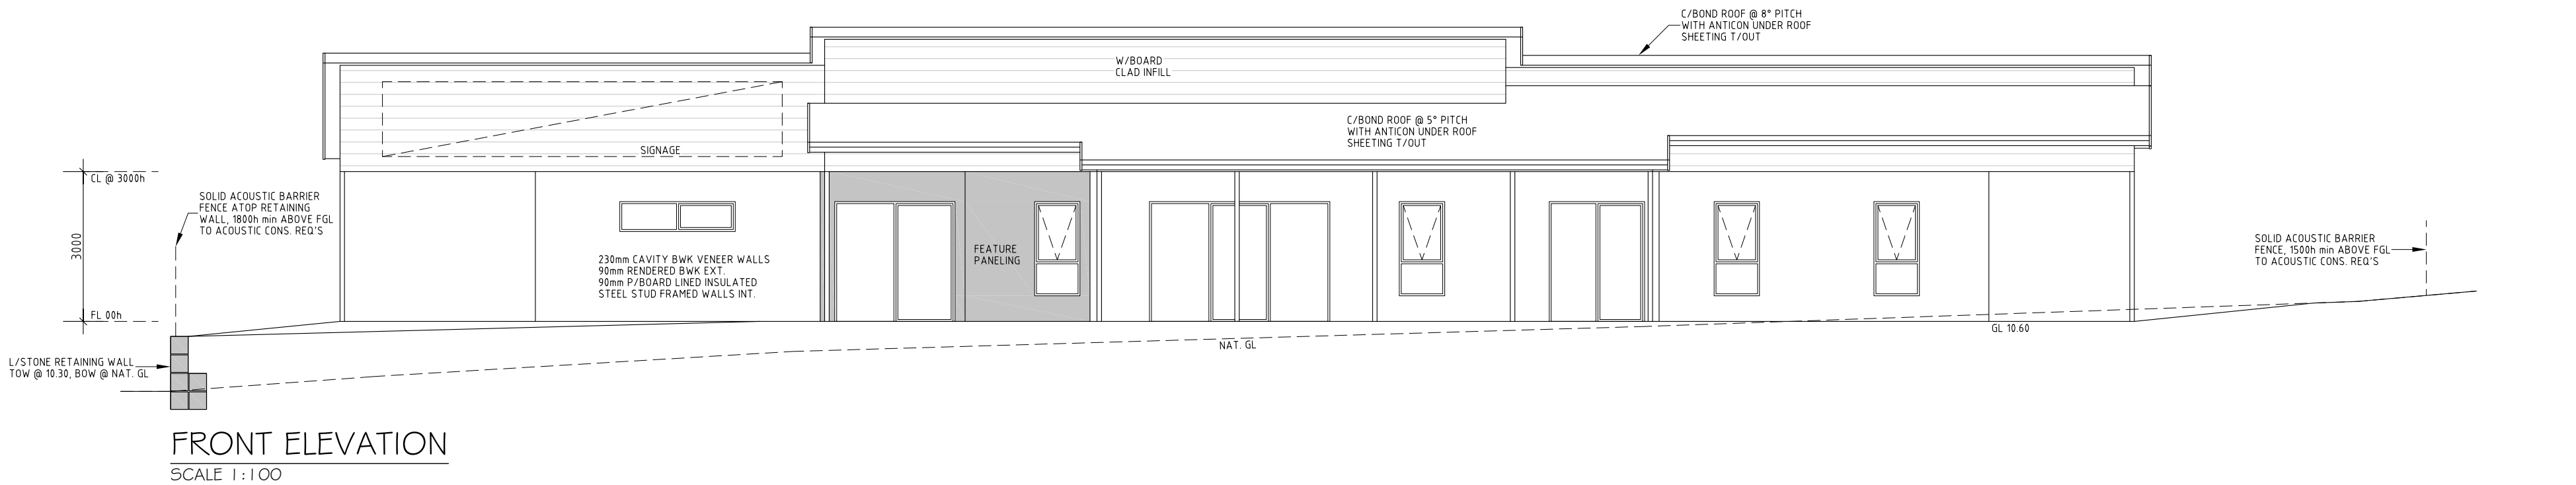 C/BOND ROOF @ 8° PITCH
WITH ANTICON UNDER ROOF
SHEETING T/OUT
W/BOARD
CLAD INFILL
C/BOND ROOF @ 5° PITCH
WITH ANTICON UNDER ROOF
SHEETING T/OUT
SIGNAGE
CL @ 3000h
SOLID ACOUSTIC BARRIER
FENCE ATOP RETAINING
WALL, 1800h min ABOVE FGL
TO ACOUSTIC CONS. REQ'S
3000
FL 00h
230mm CAVITY BWK VENEER WALLS
90mm RENDERED BWK EXT.
90mm P/BOARD LINED INSULATED
STEEL STUD FRAMED WALLS INT.
FEATURE
PANELING
SOLID ACOUSTIC BARRIER
FENCE, 1500h min ABOVE FGL
TO ACOUSTIC CONS. REQ'S
GL 10.60
NAT. GL
L/STONE RETAINING WALL
TOW @ 10.30, BOW @ NAT. GL
FRONT ELEVATION
SCALE 1:100